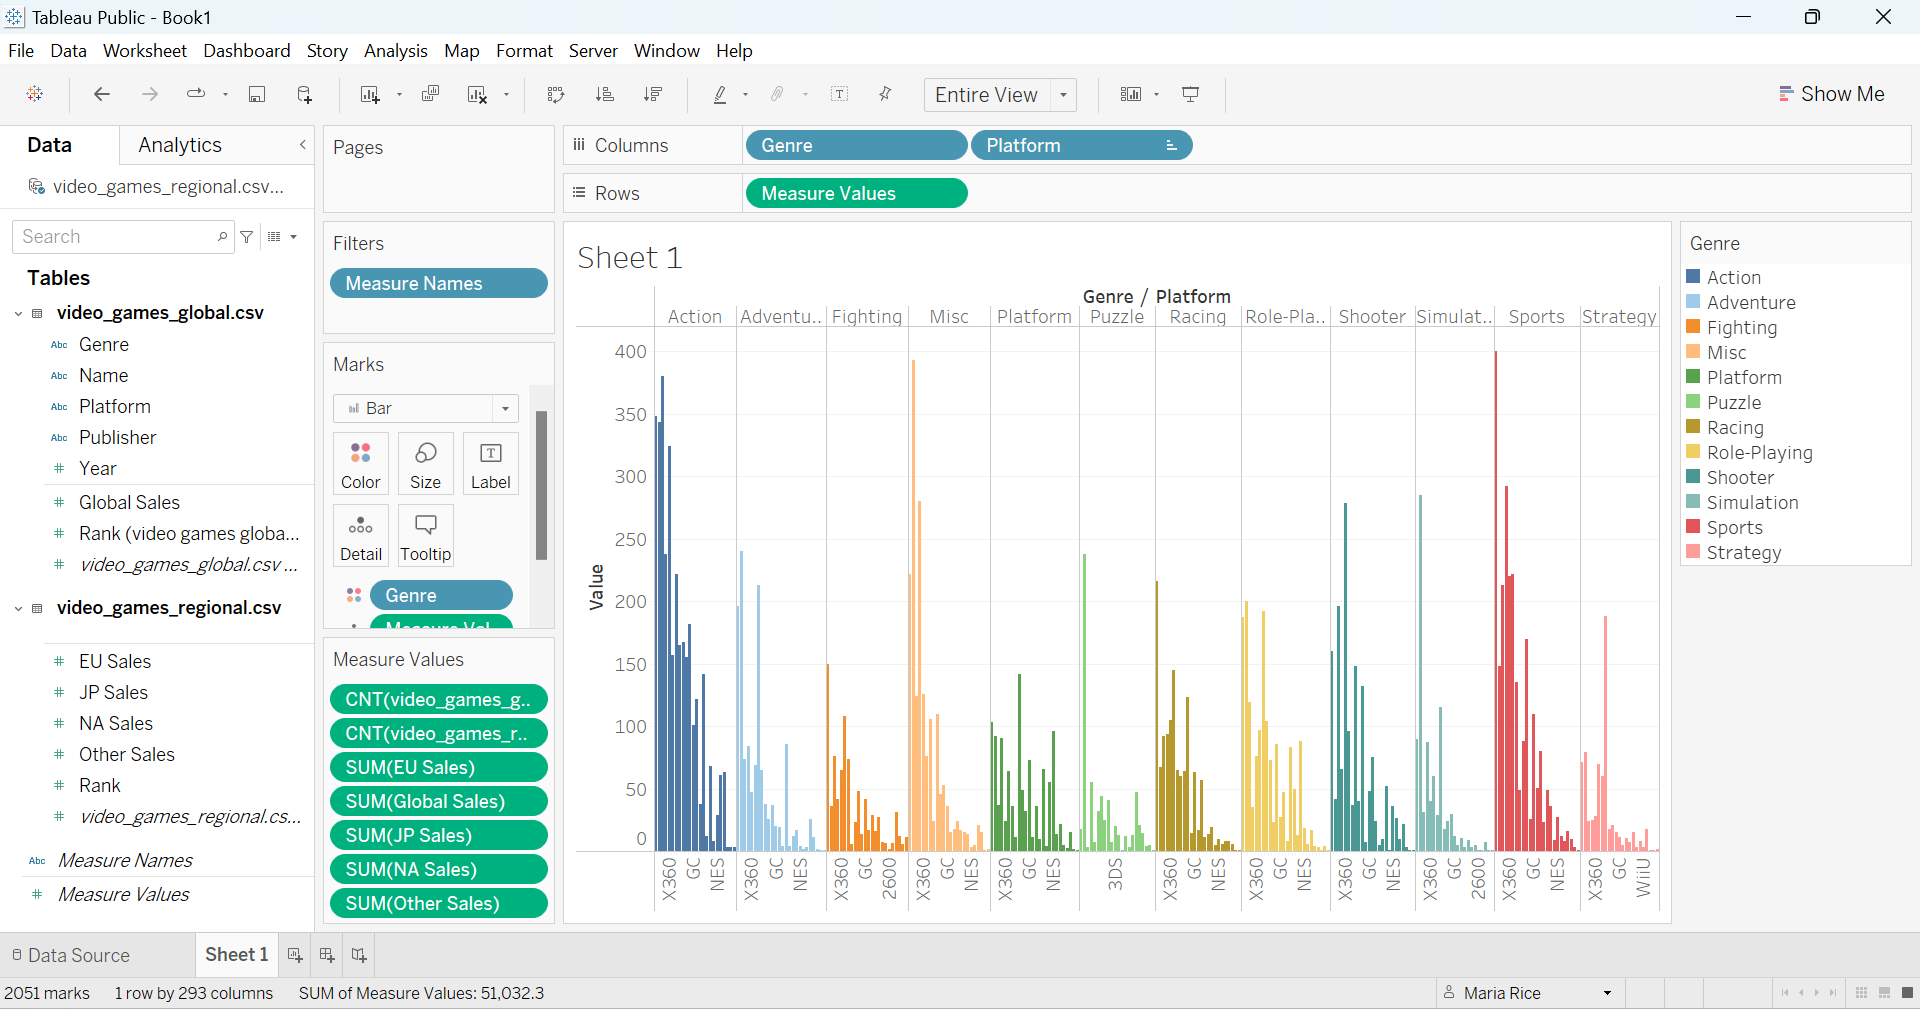 Tableau Public - Book1
File Data Worksheet Dashboard Story Analysis Map Format Server Window Help
Entire View
Show Me
Data
Analytics
video_games_regional.csv...
Search
Tables
video_games_global.csv
Abc Genre
Abc Name
Abc Platform
Abc Publisher
# Year
# Global Sales
# Rank (video games globa...
# video_games_global.csv ...
video_games_regional.csv
# EU Sales
# JP Sales
# NA Sales
# Other Sales
# Rank
# video_games_regional.cs...
Abc Measure Names
# Measure Values
Pages
Filters
Measure Names
Marks
Bar
Color
Size
Label
Detail
Tooltip
Genre
Measure Val
Measure Values
CNT(video_games_g..
CNT(video_games_r..
SUM(EU Sales)
SUM(Global Sales)
SUM(JP Sales)
SUM(NA Sales)
SUM(Other Sales)
Columns
Genre
Platform
Rows
Measure Values
Sheet 1
Genre / Platform
Action Adventu.. Fighting Misc Platform Puzzle Racing Role-Pla.. Shooter Simulat.. Sports Strategy
Value
400
350
300
250
200
150
100
50
0
X360 GC NES X360 GC NES X360 GC 2600 X360 GC NES X360 GC NES 3DS X360 GC NES X360 GC NES X360 GC NES X360 GC 2600 X360 GC NES X360 GC WiiU
Genre
Action
Adventure
Fighting
Misc
Platform
Puzzle
Racing
Role-Playing
Shooter
Simulation
Sports
Strategy
Data Source
Sheet 1
2051 marks 1 row by 293 columns SUM of Measure Values: 51,032.3
Maria Rice